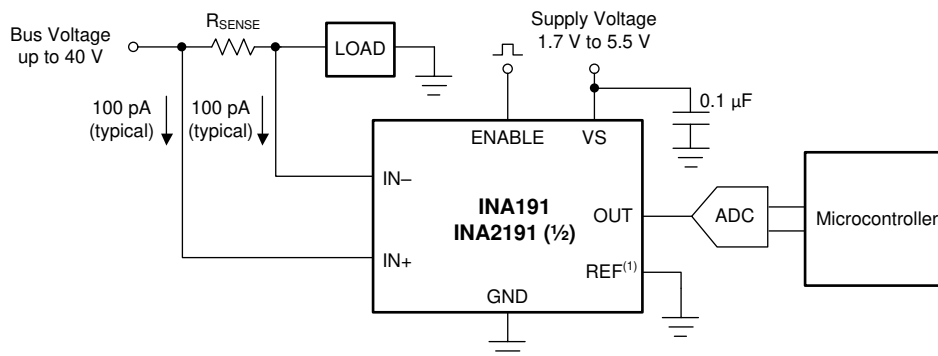 Bus Voltage
up to 40 V
RSENSE
LOAD
Supply Voltage
1.7 V to 5.5 V
100 pA
(typical)
100 pA
(typical)
0.1 µF
ENABLE
VS
IN–
INA191
INA2191 (½)
OUT
ADC
Microcontroller
IN+
REF(1)
GND